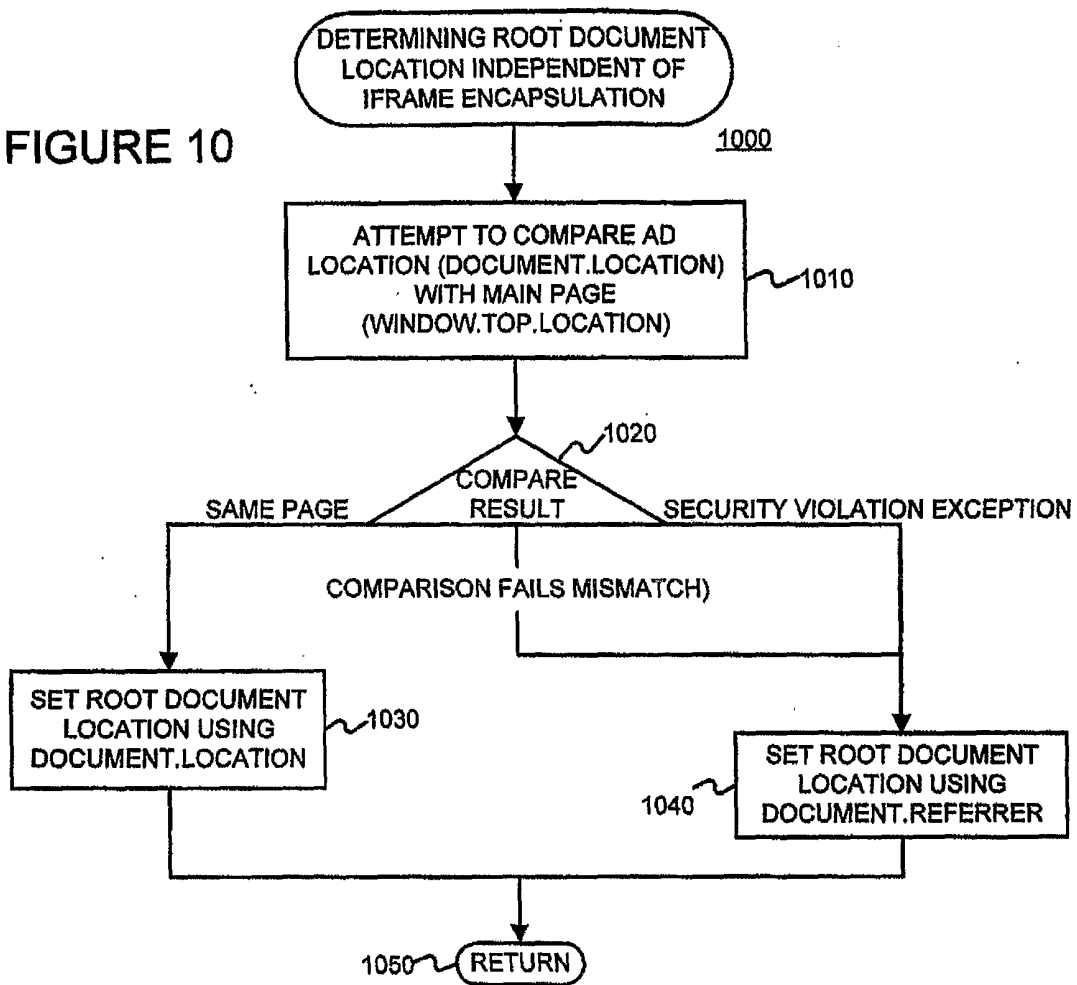 DETERMINING ROOT DOCUMENT
LOCATION INDEPENDENT OF
IFRAME ENCAPSULATION
FIGURE 10
1000
ATTEMPT TO COMPARE AD
LOCATION (DOCUMENT.LOCATION)
WITH MAIN PAGE
(WINDOW.TOP.LOCATION)
1010
1020
COMPARE
RESULT
SAME PAGE
SECURITY VIOLATION EXCEPTION
COMPARISON FAILS MISMATCH)
SET ROOT DOCUMENT
LOCATION USING
DOCUMENT.LOCATION
1030
SET ROOT DOCUMENT
LOCATION USING
DOCUMENT.REFERRER
1040
1050
RETURN